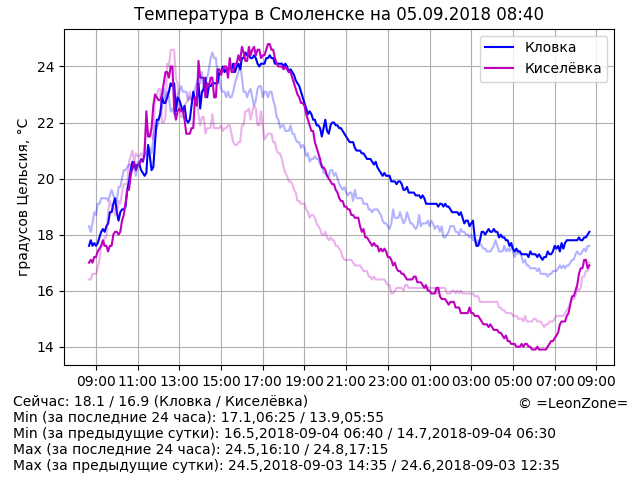 Температура в Смоленске на 05.09.2018 08:40
Кловка
Киселёвка
градусов Цельсия, °C
24
22
20
18
16
14
09:00 11:00 13:00 15:00 17:00 19:00 21:00 23:00 01:00 03:00 05:00 07:00 09:00
Сейчас: 18.1 / 16.9 (Кловка / Киселёвка)
© =LeonZone=
Min (за последние 24 часа): 17.1,06:25 / 13.9,05:55
Min (за предыдущие сутки): 16.5,2018-09-04 06:40 / 14.7,2018-09-04 06:30
Max (за последние 24 часа): 24.5,16:10 / 24.8,17:15
Max (за предыдущие сутки): 24.5,2018-09-03 14:35 / 24.6,2018-09-03 12:35